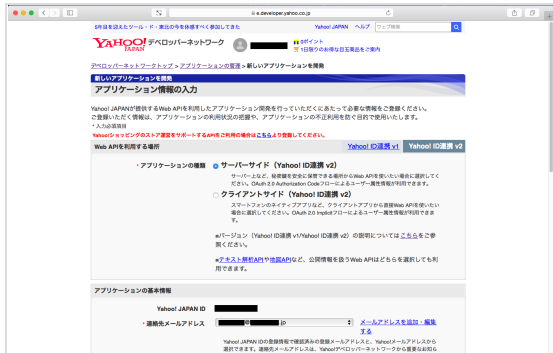 e.developer.yahoo.co.jp
5年目を迎えたツール・ド・東北の今を体感すべく参加してきた
Yahoo! JAPAN ヘルプ ウェブ検索
YAHOO! JAPAN デベロッパーネットワーク
0ポイント
1日限りのお得な目玉商品をご案内
デベロッパーネットワークトップ > アプリケーションの管理 > 新しいアプリケーションを開発
新しいアプリケーションを開発
アプリケーション情報の入力
Yahoo! JAPANが提供するWeb APIを利用したアプリケーション開発を行っていただくにあたって必要な情報をご登録ください。
ご登録いただく情報は、アプリケーションの利用状況の把握や、アプリケーションの不正利用を防ぐ目的で使用いたします。
* 入力必須項目
Yahoo!ショッピングのストア運営をサポートするAPIをご利用の場合はこちらより登録してください。
Web APIを利用する場所
Yahoo! ID連携 v1 Yahoo! ID連携 v2
* アプリケーションの種類
サーバーサイド（Yahoo! ID連携 v2）
サーバー上など、秘密鍵を安全に保管できる場所からWeb APIを使いたい場合に選択してく
ださい。OAuth 2.0 Authorization Codeフローによるユーザー属性情報が利用できます。
クライアントサイド（Yahoo! ID連携 v2）
スマートフォンのネイティブアプリなど、クライアントアプリから直接Web APIを使いたい
場合に選択してください。OAuth 2.0 Implicitフローによるユーザー属性情報が利用できま
す。
※バージョン（Yahoo! ID連携 v1/Yahoo! ID連携 v2）の説明についてはこちらをご参
照ください。
※テキスト解析APIや地図APIなど、公開情報を扱うWeb APIはどちらを選択しても利
用できます。
アプリケーションの基本情報
Yahoo! JAPAN ID
* 連絡先メールアドレス
@ .jp
メールアドレスを追加・編集
する
Yahoo! JAPAN IDの登録情報で確認済みの登録メールアドレスと、Yahoo!メールアドレスから
選択できます。連絡先メールアドレスは、Yahoo!デベロッパーネットワークから重要なお知ら